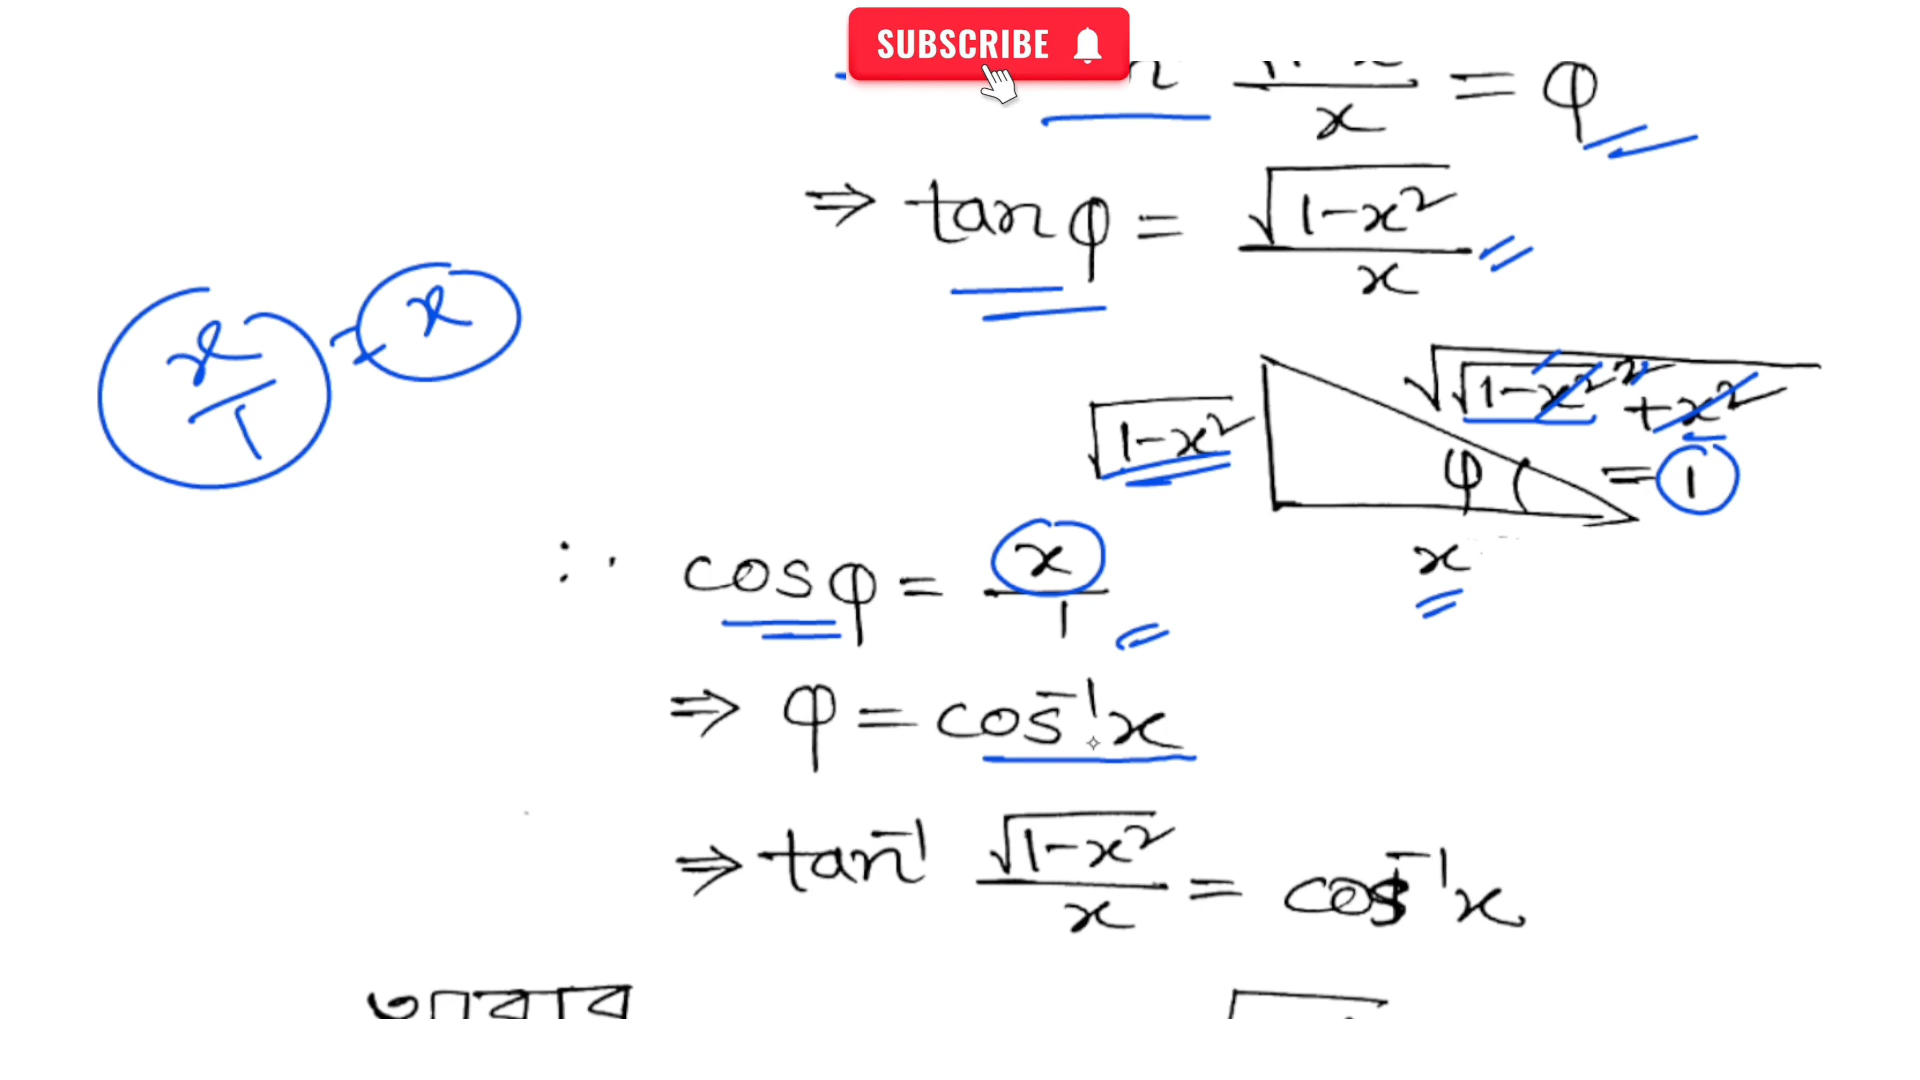 SUBSCRIBE
x = φ
⇒ tan φ = √(1-x²) / x
x/1 = x
√(√(1-x²)² + x²)
√(1-x²)
φ = 1
x
∴ cos φ = x/1
⇒ φ = cos⁻¹x
⇒ tan⁻¹ √(1-x²) / x = cos⁻¹x
আবার